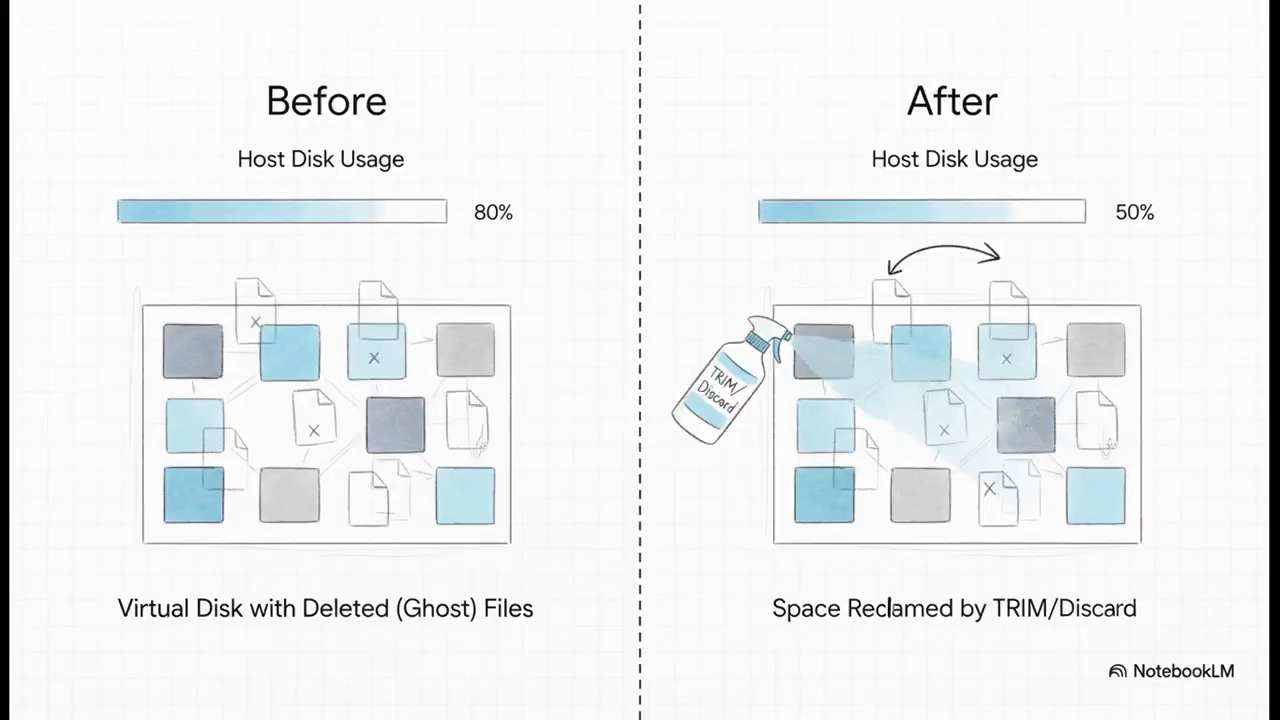 Before
Host Disk Usage
80%
X
X
X
Virtual Disk with Deleted (Ghost) Files
After
Host Disk Usage
50%
TRIM/
Discard
X
X
X
Space Reclamed by TRIM/Discard
NotebookLM